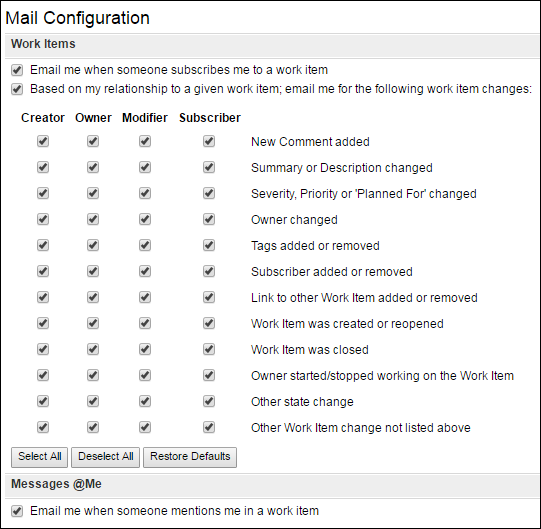 Mail Configuration
Work Items
Email me when someone subscribes me to a work item
Based on my relationship to a given work item; email me for the following work item changes:
Creator Owner Modifier Subscriber
New Comment added
Summary or Description changed
Severity, Priority or 'Planned For' changed
Owner changed
Tags added or removed
Subscriber added or removed
Link to other Work Item added or removed
Work Item was created or reopened
Work Item was closed
Owner started/stopped working on the Work Item
Other state change
Other Work Item change not listed above
Select All Deselect All Restore Defaults
Messages @Me
Email me when someone mentions me in a work item